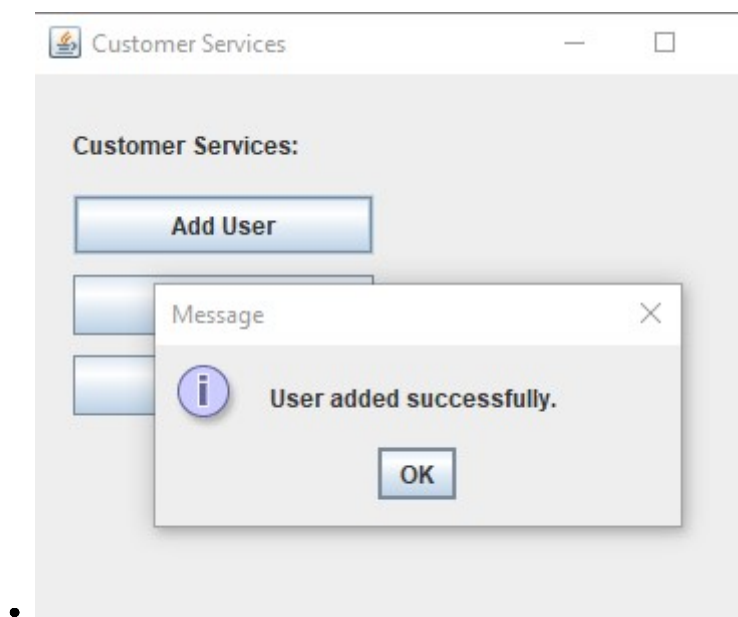 Customer Services
Customer Services:
Add User
Message
User added successfully.
OK